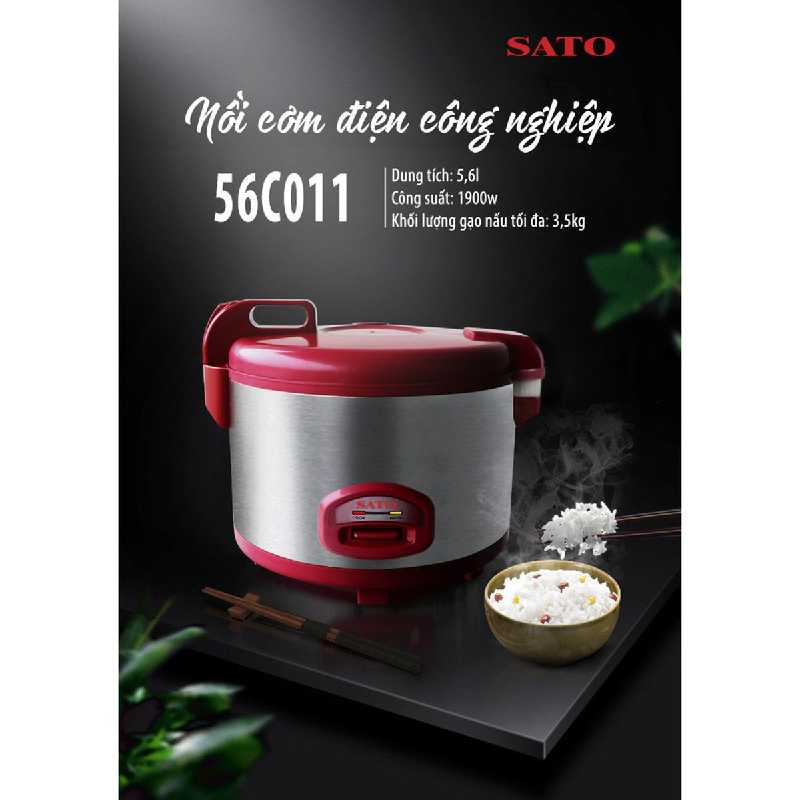 SATO
Nồi cơm điện công nghiệp
56C011
Dung tích: 5,6l
Công suất: 1900w
Khối lượng gạo nấu tối đa: 3,5kg
SATO